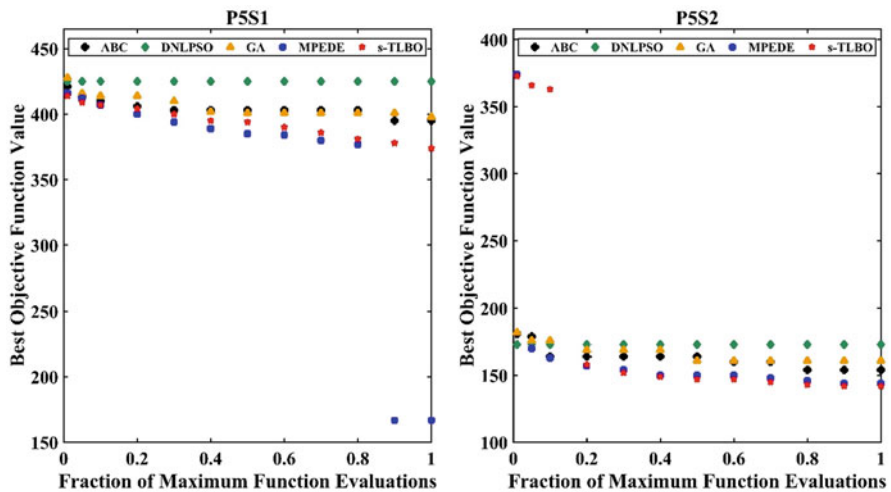 P5S1
ABC DNLPSO GA MPEDE s-TLBO
Best Objective Function Value
450
400
350
400
250
200
150
0 0.2 0.4 0.6 0.8 1
Fraction of Maximum Function Evaluations
P5S2
ABC DNLPSO GA MPEDE s-TLBO
Best Objective Function Value
400
350
300
250
200
150
100
0 0.2 0.4 0.6 0.8 1
Fraction of Maximum Function Evaluations